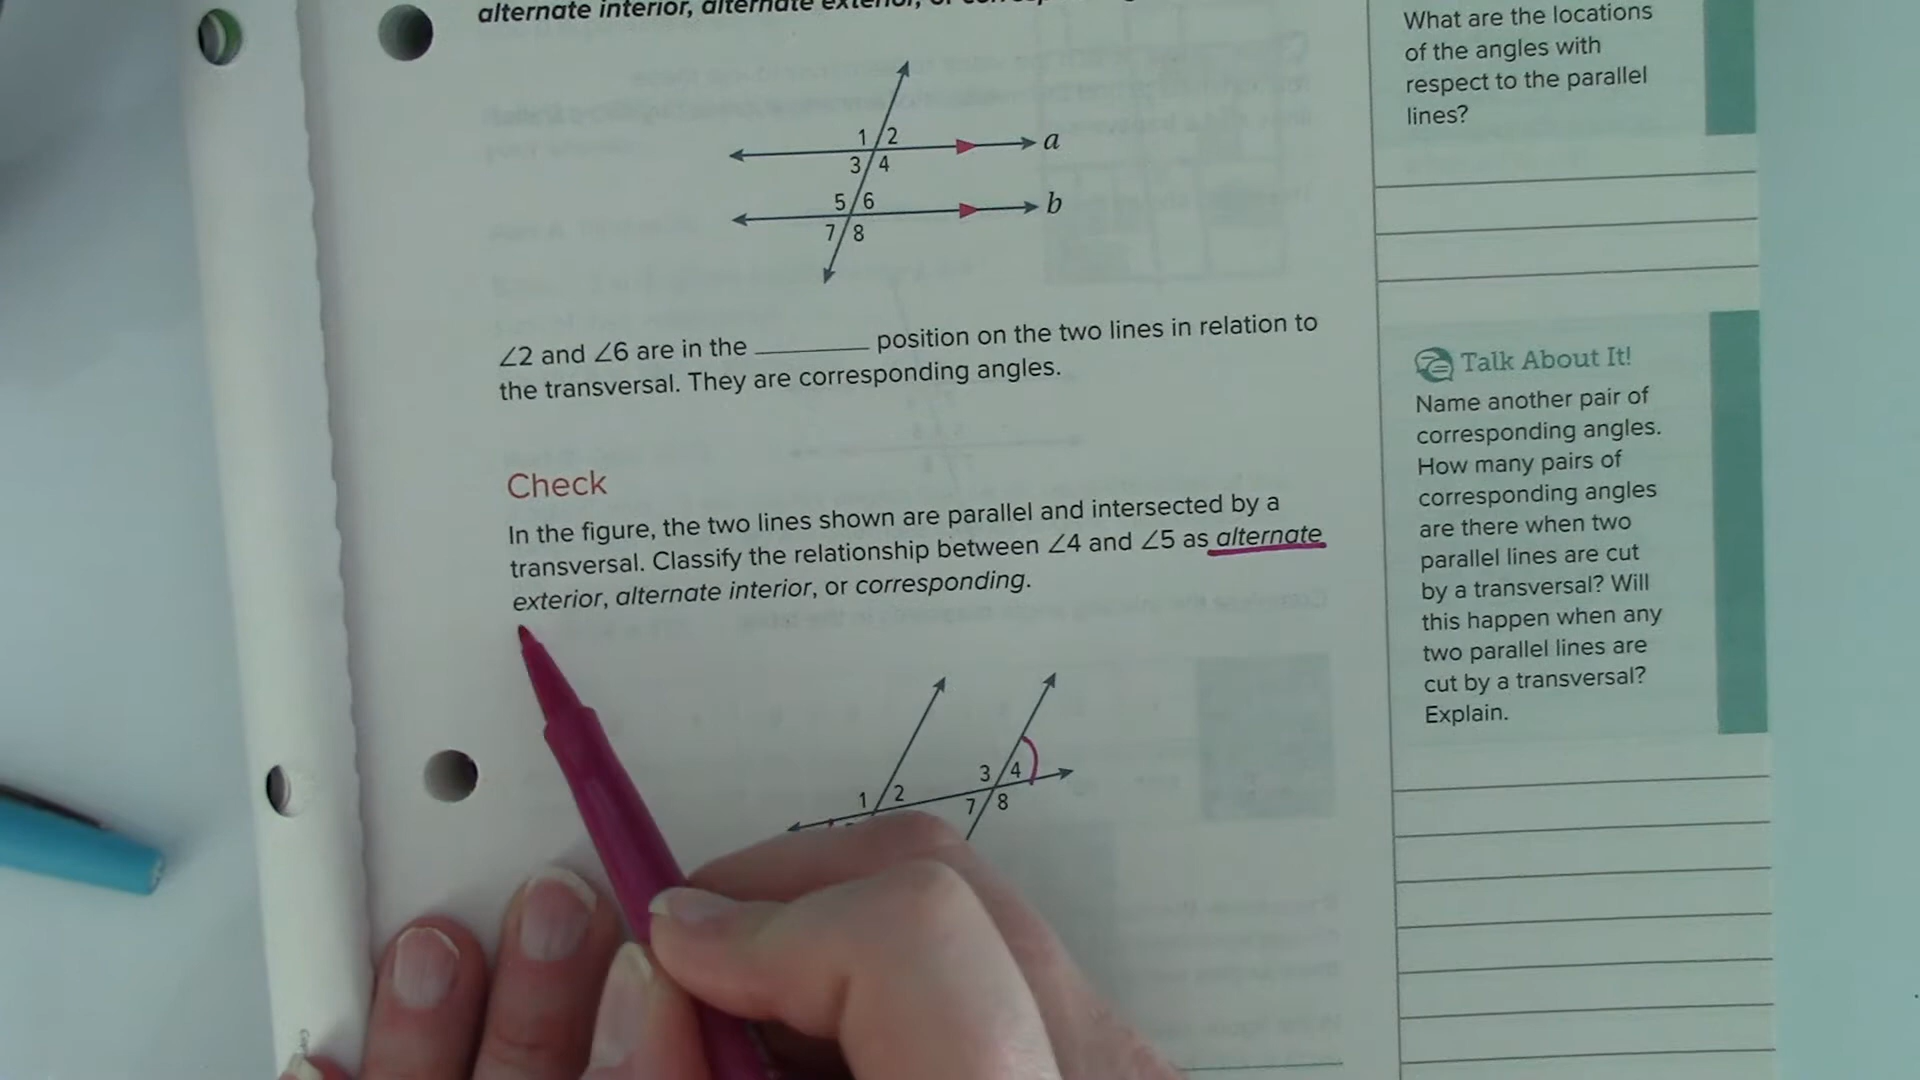 alternate interior, alternate exterior, or
1 2
a
3 4
5 6
b
7 8
∠2 and ∠6 are in the ________ position on the two lines in relation to
the transversal. They are corresponding angles.
Check
In the figure, the two lines shown are parallel and intersected by a
transversal. Classify the relationship between ∠4 and ∠5 as alternate
exterior, alternate interior, or corresponding.
3 4
1 2
7 8
What are the locations
of the angles with
respect to the parallel
lines?
Talk About It!
Name another pair of
corresponding angles.
How many pairs of
corresponding angles
are there when two
parallel lines are cut
by a transversal? Will
this happen when any
two parallel lines are
cut by a transversal?
Explain.